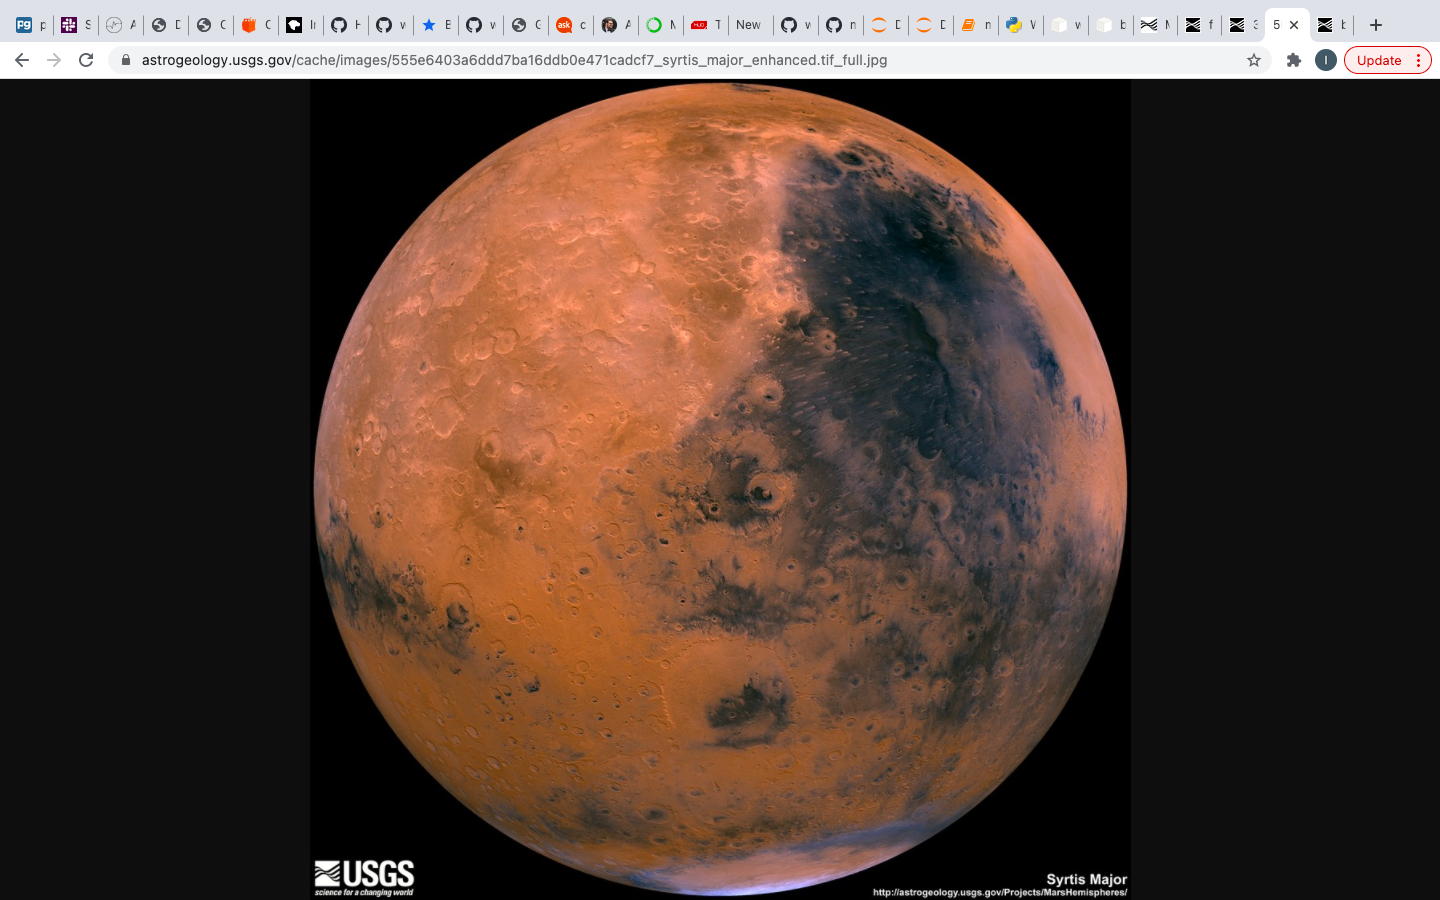 New
5
Update
astrogeology.usgs.gov/cache/images/555e6403a6ddd7ba16ddb0e471cadcf7_syrtis_major_enhanced.tif_full.jpg
USGS
science for a changing world
Syrtis Major
http://astrogeology.usgs.gov/Projects/MarsHemispheres/